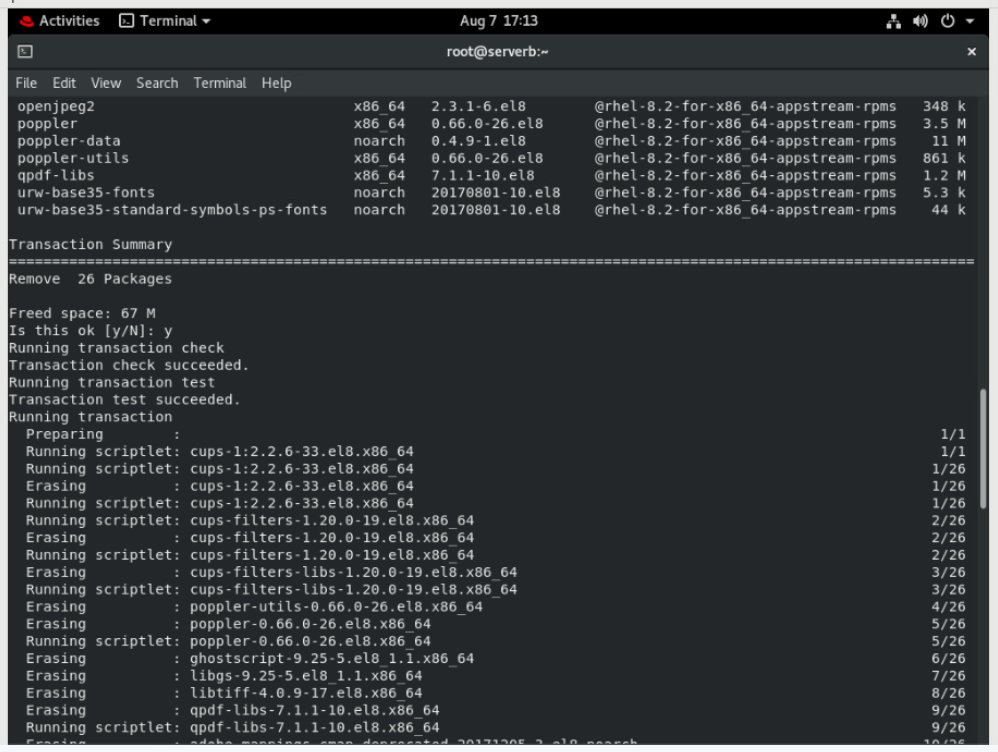 Activities Terminal Aug 7 17:13
root@serverb:~ ×
File Edit View Search Terminal Help
openjpeg2 x86_64 2.3.1-6.el8 @rhel-8.2-for-x86_64-appstream-rpms 348 k
poppler x86_64 0.66.0-26.el8 @rhel-8.2-for-x86_64-appstream-rpms 3.5 M
poppler-data noarch 0.4.9-1.el8 @rhel-8.2-for-x86_64-appstream-rpms 11 M
poppler-utils x86_64 0.66.0-26.el8 @rhel-8.2-for-x86_64-appstream-rpms 861 k
qpdf-libs x86_64 7.1.1-10.el8 @rhel-8.2-for-x86_64-appstream-rpms 1.2 M
urw-base35-fonts noarch 20170801-10.el8 @rhel-8.2-for-x86_64-appstream-rpms 5.3 k
urw-base35-standard-symbols-ps-fonts noarch 20170801-10.el8 @rhel-8.2-for-x86_64-appstream-rpms 44 k
Transaction Summary
================================================================================
Remove 26 Packages
Freed space: 67 M
Is this ok [y/N]: y
Running transaction check
Transaction check succeeded.
Running transaction test
Transaction test succeeded.
Running transaction
Preparing : 1/1
Running scriptlet: cups-1:2.2.6-33.el8.x86_64 1/1
Running scriptlet: cups-1:2.2.6-33.el8.x86_64 1/26
Erasing : cups-1:2.2.6-33.el8.x86_64 1/26
Running scriptlet: cups-1:2.2.6-33.el8.x86_64 1/26
Running scriptlet: cups-filters-1.20.0-19.el8.x86_64 2/26
Erasing : cups-filters-1.20.0-19.el8.x86_64 2/26
Running scriptlet: cups-filters-1.20.0-19.el8.x86_64 2/26
Erasing : cups-filters-libs-1.20.0-19.el8.x86_64 3/26
Running scriptlet: cups-filters-libs-1.20.0-19.el8.x86_64 3/26
Erasing : poppler-utils-0.66.0-26.el8.x86_64 4/26
Erasing : poppler-0.66.0-26.el8.x86_64 5/26
Running scriptlet: poppler-0.66.0-26.el8.x86_64 5/26
Erasing : ghostscript-9.25-5.el8_1.1.x86_64 6/26
Erasing : libgs-9.25-5.el8_1.1.x86_64 7/26
Erasing : libtiff-4.0.9-17.el8.x86_64 8/26
Erasing : qpdf-libs-7.1.1-10.el8.x86_64 9/26
Running scriptlet: qpdf-libs-7.1.1-10.el8.x86_64 9/26
Erasing : adobe-mappings-cmap-deprecated-20171205-3.el8.noarch 10/26